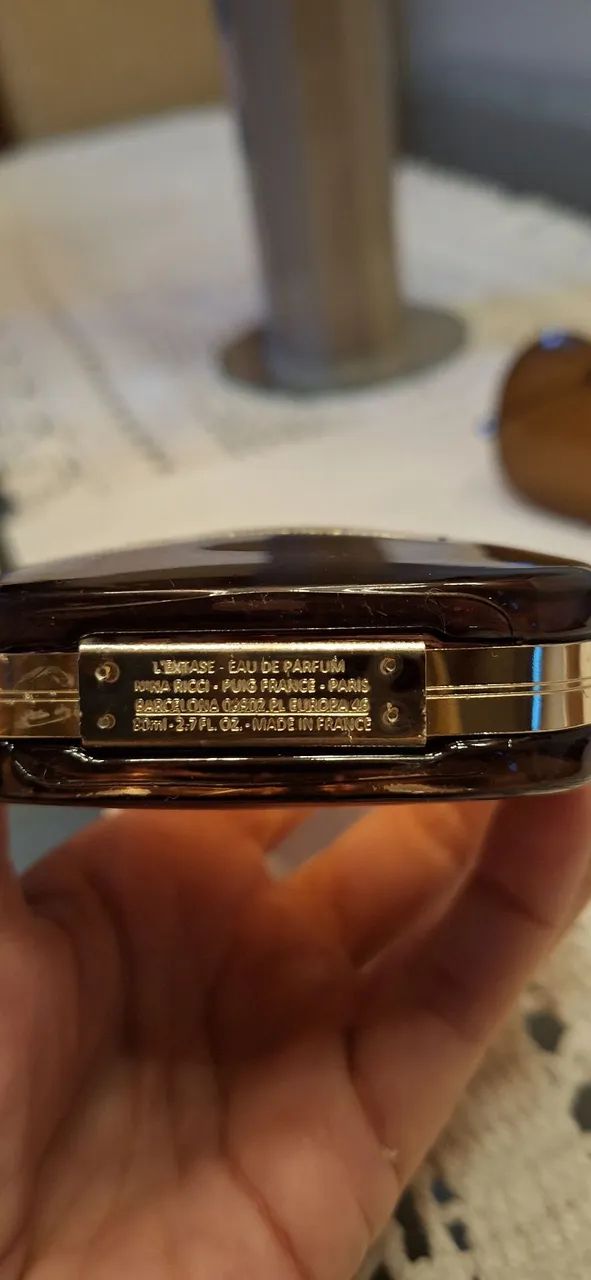 L'EXTASE - EAU DE PARFUM
NINA RICCI - PUIG FRANCE - PARIS
BARCELONA 08902 PL EUROPA 46
80ml - 2.7 FL. OZ. - MADE IN FRANCE